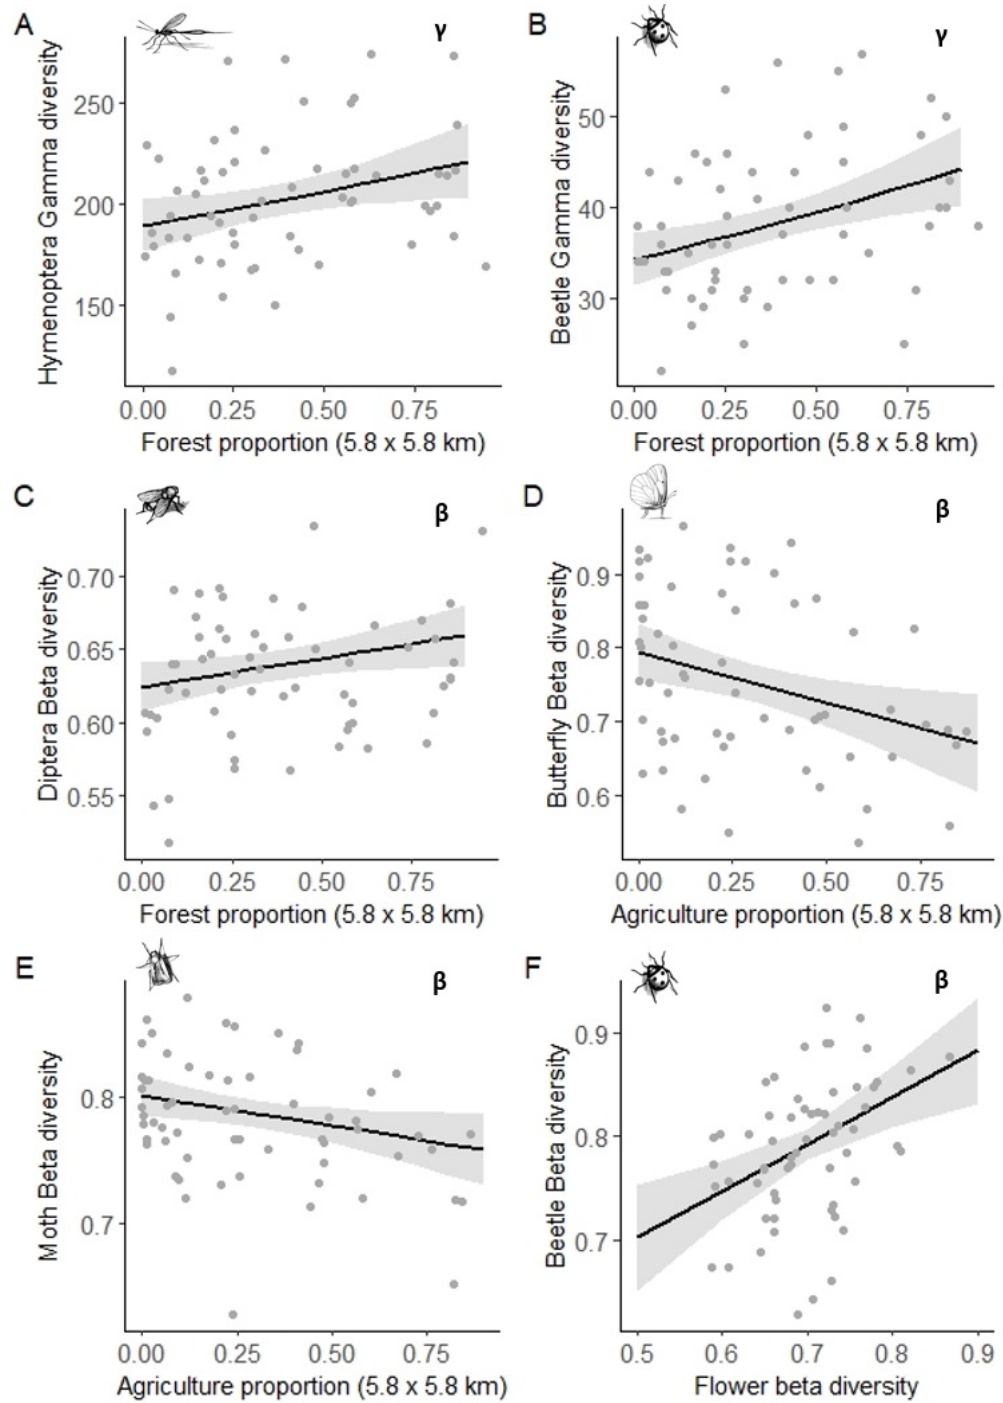 A
γ
Hymenoptera Gamma diversity
250
200
150
0.00 0.25 0.50 0.75
Forest proportion (5.8 x 5.8 km)
B
γ
Beetle Gamma diversity
50
40
30
0.00 0.25 0.50 0.75
Forest proportion (5.8 x 5.8 km)
C
β
Diptera Beta diversity
0.70
0.65
0.60
0.55
0.00 0.25 0.50 0.75
Forest proportion (5.8 x 5.8 km)
D
β
Butterfly Beta diversity
0.9
0.8
0.7
0.6
0.00 0.25 0.50 0.75
Agriculture proportion (5.8 x 5.8 km)
E
β
Moth Beta diversity
0.8
0.7
0.00 0.25 0.50 0.75
Agriculture proportion (5.8 x 5.8 km)
F
β
Beetle Beta diversity
0.9
0.8
0.7
0.5 0.6 0.7 0.8 0.9
Flower beta diversity